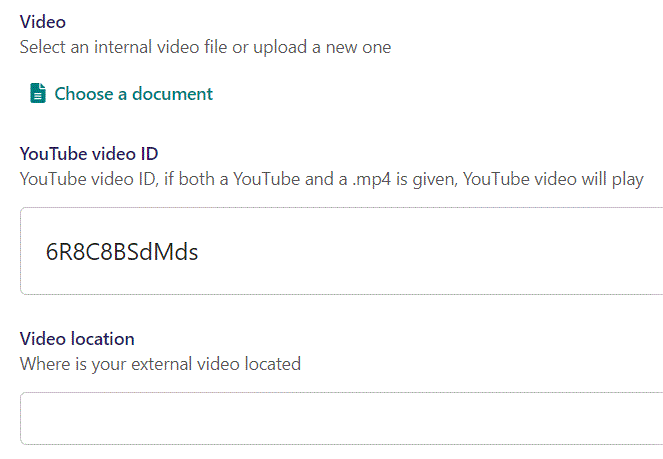 Video
Select an internal video file or upload a new one
Choose a document
YouTube video ID
YouTube video ID, if both a YouTube and a .mp4 is given, YouTube video will play
6R8C8BSdMds
Video location
Where is your external video located